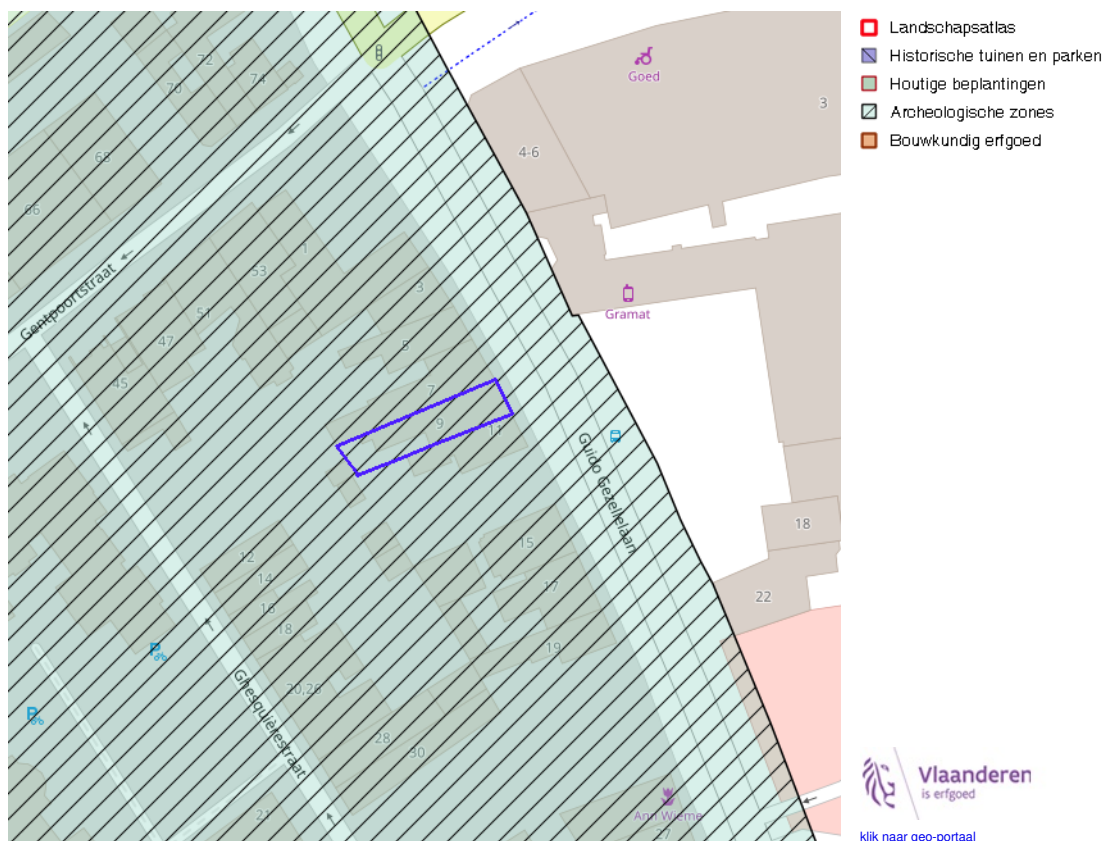 Landschapsatlas
Historische tuinen en parken
Houtige beplantingen
Archeologische zones
Bouwkundig erfgoed
72
74
70
68
66
Goed
3
4-6
Gentpoortstraat
1
53
3
51
47
5
45
Gramat
7
9
11
Guido Gezellelaan
15
17
19
12
14
16
18
20,26
28
30
Ghesquièrestraat
18
22
21
Ann Wieme
27
P
P
Vlaanderen
is erfgoed
klik naar geo-portaal